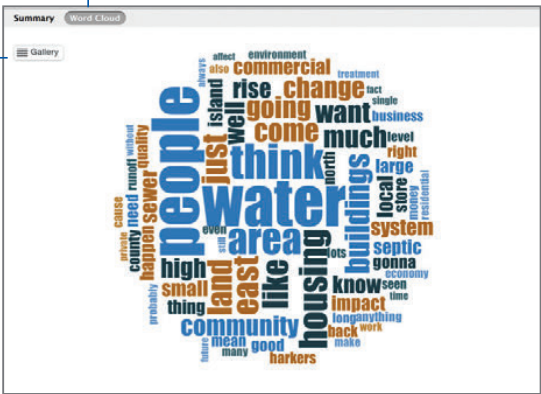 Summary Word Cloud
Gallery
affect environment
also commercial
always treatment
island rise change fact
single
people just well going want business
come much level
without runoff quality
think north right
large
need sewer water buildings local store money residential
cause system
private county happen even area septic
still lots gonna
high land east like housing economy
small know seen
time
thing impact
probably long anything
community back work
future mean good make
many harkers